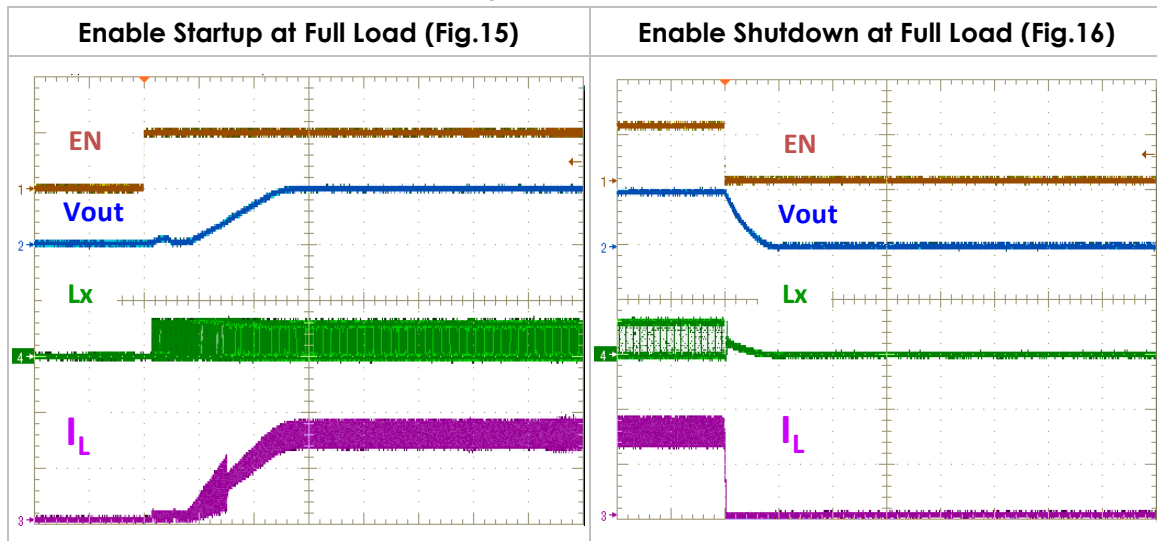 Enable Startup at Full Load (Fig.15)
Enable Shutdown at Full Load (Fig.16)
EN
1
Vout
2
Lx
4
IL
3
EN
1
Vout
2
Lx
4
IL
3